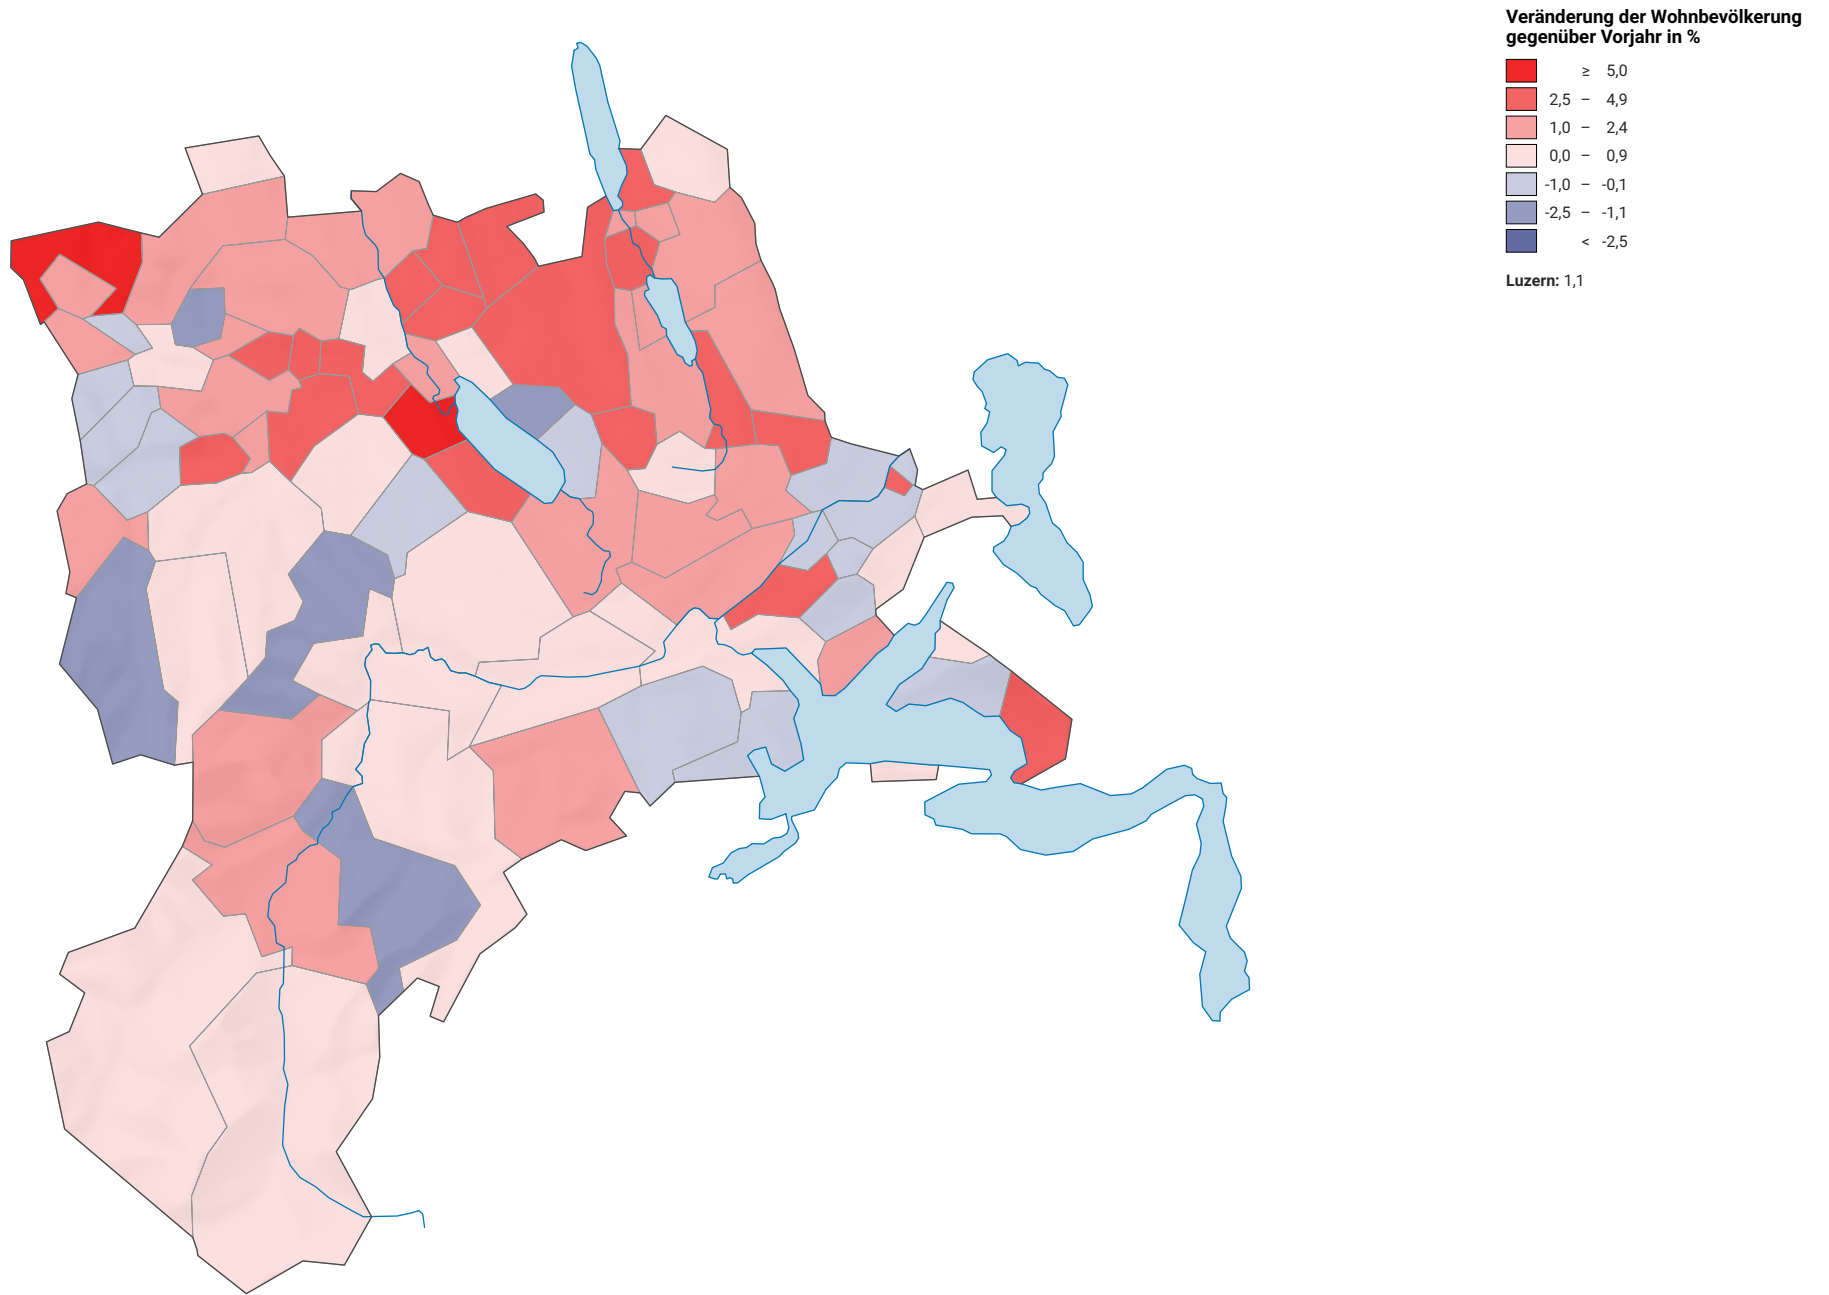 Veränderung der Wohnbevölkerung
gegenüber Vorjahr in %
≥ 5,0
2,5 – 4,9
1,0 – 2,4
0,0 – 0,9
-1,0 – -0,1
-2,5 – -1,1
< -2,5
Luzern: 1,1